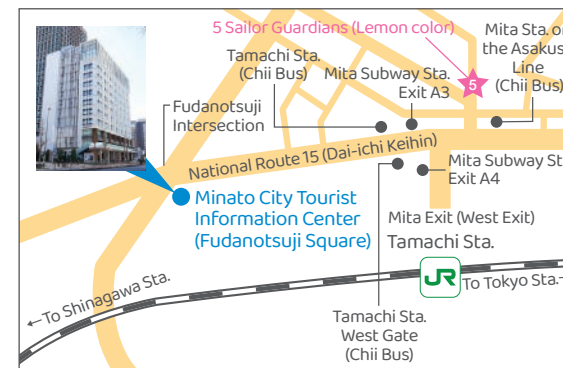 5 Sailor Guardians (Lemon color)
5
Mita Sta. on
the Asakus
Line
(Chii Bus)
Tamachi Sta.
(Chii Bus)
Mita Subway Sta.
Exit A3
Fudanotsuji
Intersection
National Route 15 (Dai-ichi Keihin)
Mita Subway St
Exit A4
Minato City Tourist
Information Center
(Fudanotsuji Square)
Mita Exit (West Exit)
Tamachi Sta.
JR
←To Shinagawa Sta.
To Tokyo Sta.
Tamachi Sta.
West Gate
(Chii Bus)